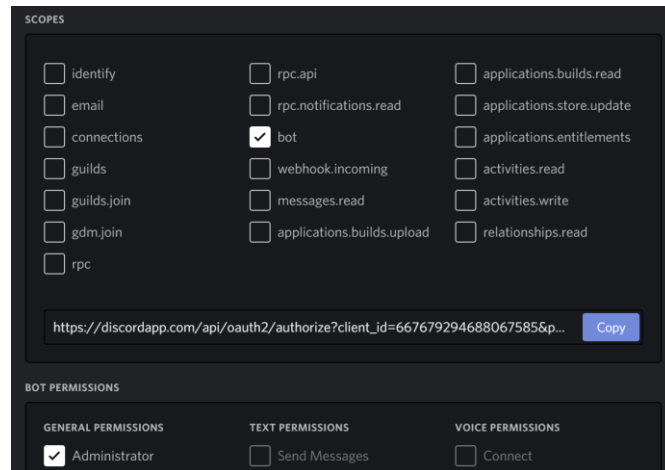 SCOPES
identify
rpc.api
applications.builds.read
email
rpc.notifications.read
applications.store.update
connections
bot
applications.entitlements
guilds
webhook.incoming
activities.read
guilds.join
messages.read
activities.write
gdm.join
applications.builds.upload
relationships.read
rpc
https://discordapp.com/api/oauth2/authorize?client_id=667679294688067585&p...
Copy
BOT PERMISSIONS
GENERAL PERMISSIONS
TEXT PERMISSIONS
VOICE PERMISSIONS
Administrator
Send Messages
Connect